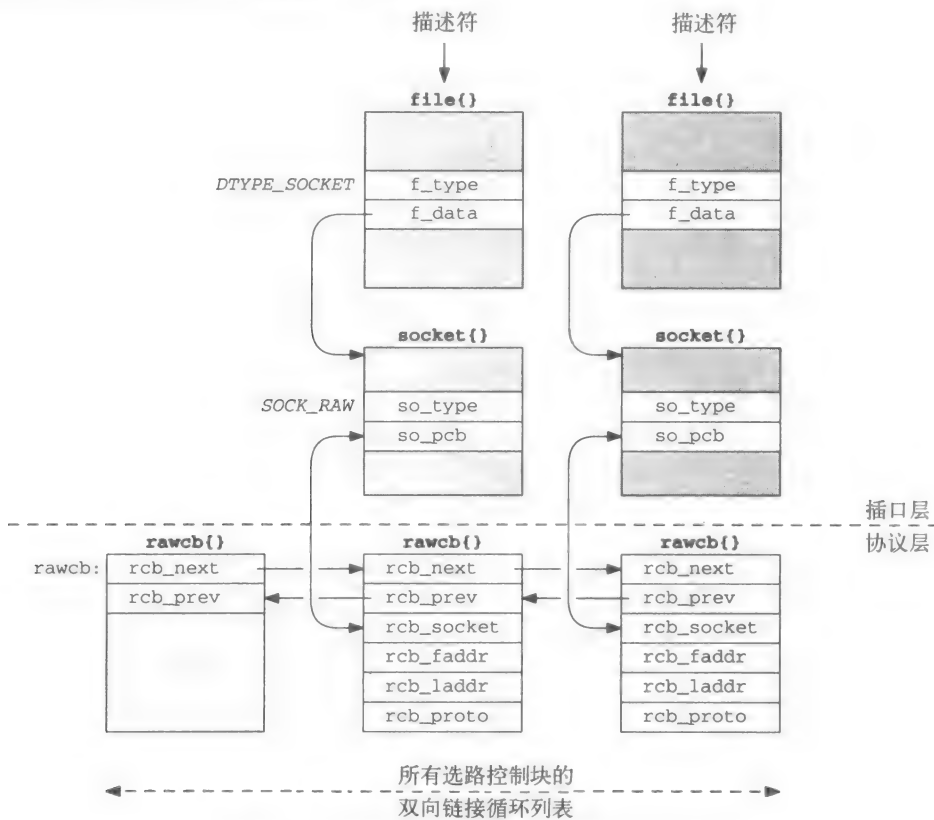 描述符 描述符
file{} file{}
DTYPE_SOCKET f_type f_type
f_data f_data
socket{} socket{}
SOCK_RAW so_type so_type
so_pcb so_pcb
插口层
协议层
rawcb{} rawcb{} rawcb{}
rawcb: rcb_next rcb_next rcb_next
rcb_prev rcb_prev rcb_prev
rcb_socket rcb_socket
rcb_faddr rcb_faddr
rcb_laddr rcb_laddr
rcb_proto rcb_proto
所有选路控制块的
双向链接循环列表